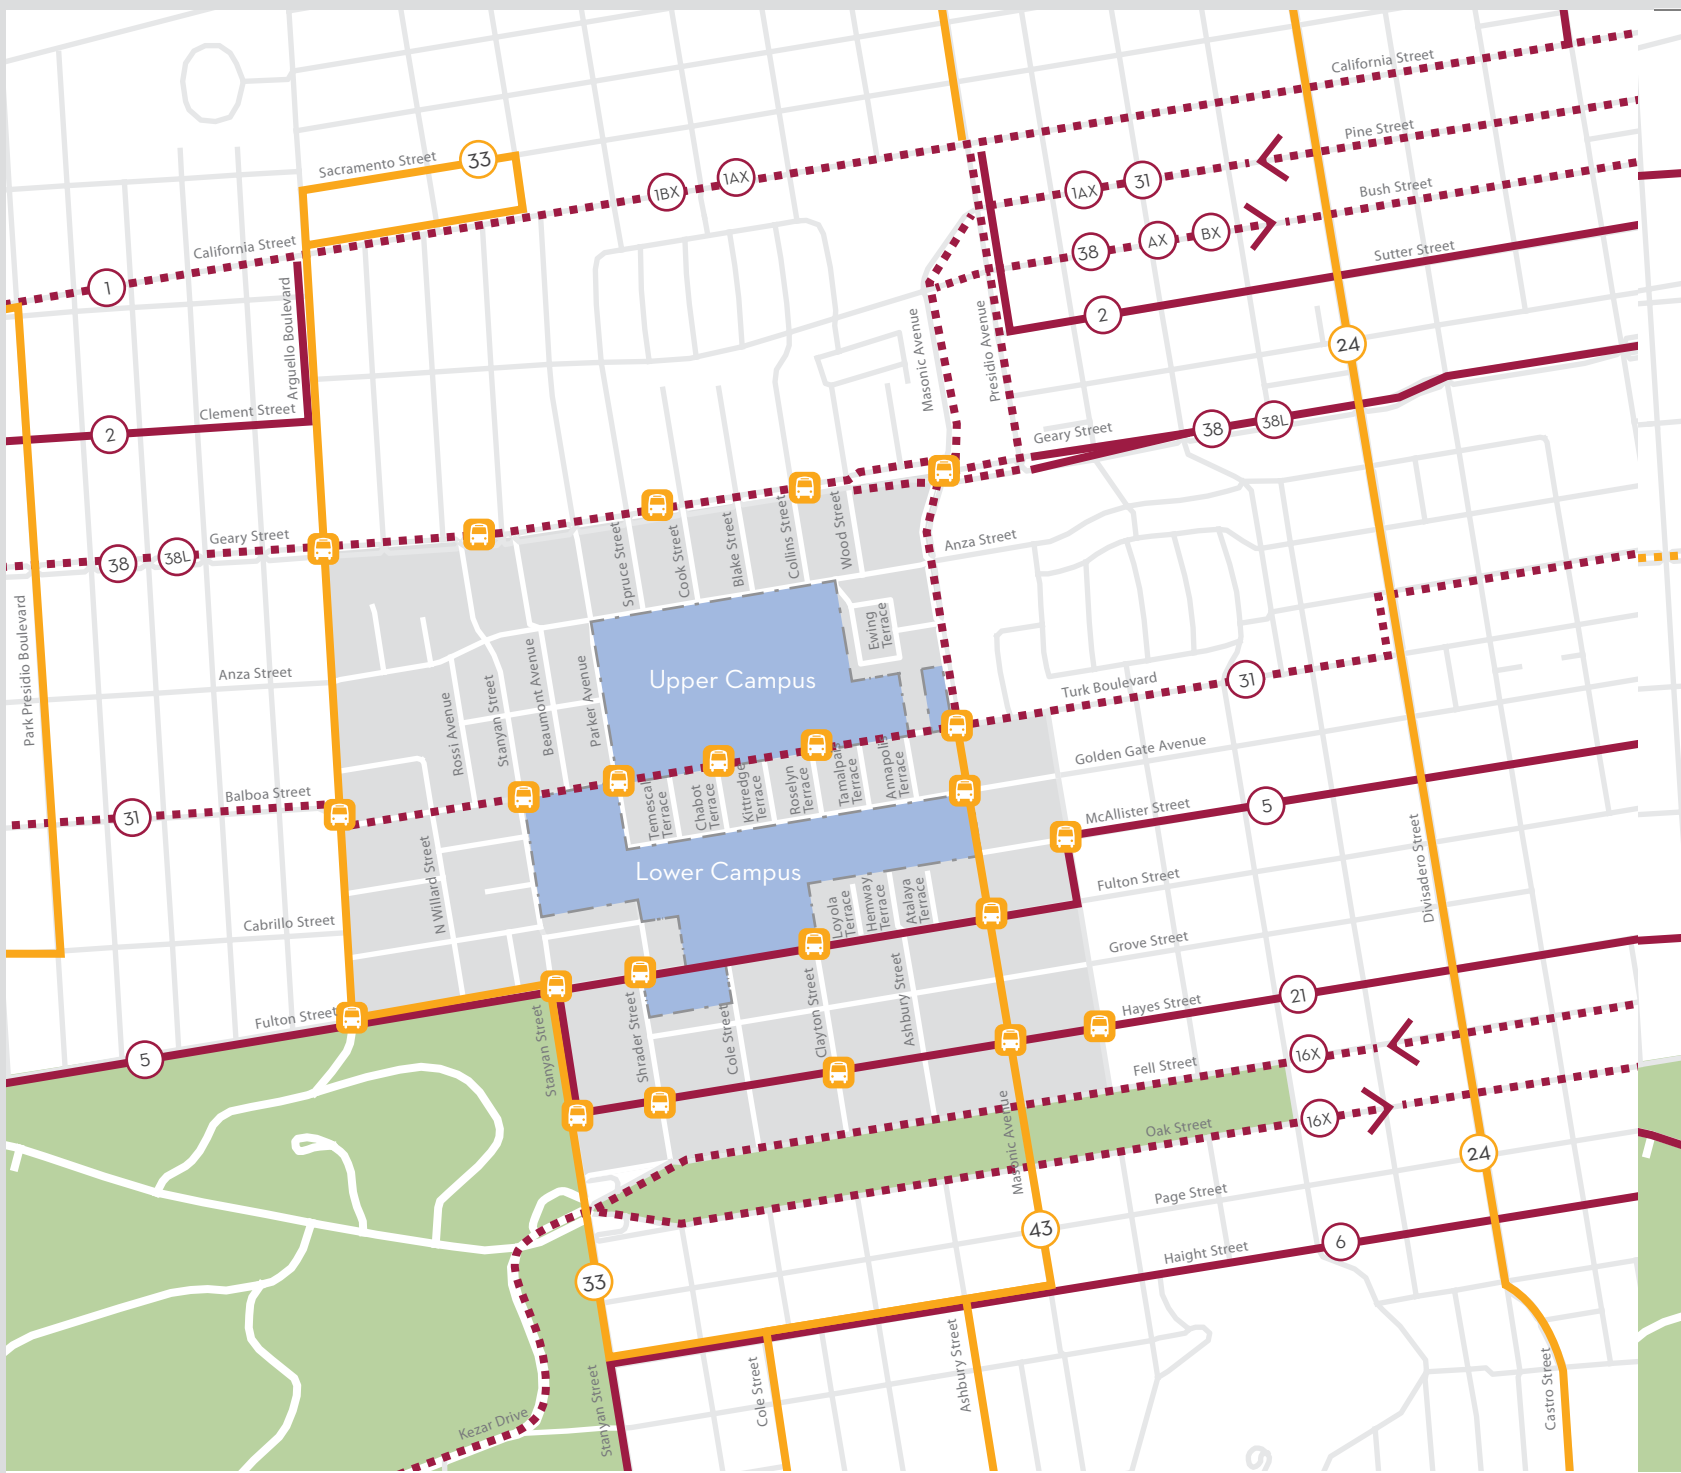 California Street
Pine Street
Sacramento Street
33
1BX
1AX
1AX
31
Bush Street
California Street
38
AX
BX
Sutter Street
1
Arguello Boulevard
Masonic Avenue
Presidio Avenue
2
24
Clement Street
2
Geary Street
38
38L
Geary Street
38
38L
Spruce Street
Cook Street
Blake Street
Collins Street
Wood Street
Anza Street
Park Presidio Boulevard
Ewing
Terrace
Anza Street
Rossi Avenue
Stanyan Street
Beaumont Avenue
Parker Avenue
Upper Campus
Turk Boulevard
31
Golden Gate Avenue
Balboa Street
31
Temescal
Terrace
Chabot
Terrace
Kittredge
Terrace
Roselyn
Terrace
Tamalpais
Terrace
Annapolis
Terrace
McAllister Street
5
N Willard Street
Lower Campus
Divisadero Street
Fulton Street
Loyola
Terrace
Hemway
Terrace
Atalaya
Terrace
Cabrillo Street
Grove Street
Fulton Street
Stanyan Street
Shrader Street
Cole Street
Clayton Street
Ashbury Street
Hayes Street
21
5
Fell Street
16X
Masonic Avenue
Oak Street
16X
24
Page Street
43
Haight Street
6
33
Stanyan Street
Cole Street
Ashbury Street
Castro Street
Kezar Drive